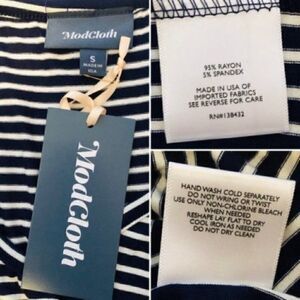 ModCloth
S
MADE IN
USA
ModCloth
95% RAYON
5% SPANDEX
MADE IN USA OF
IMPORTED FABRICS
SEE REVERSE FOR CARE
RN#138432
HAND WASH COLD SEPARATELY
DO NOT WRING OR TWIST
USE ONLY NON-CHLORINE BLEACH
WHEN NEEDED
RESHAPE LAY FLAT TO DRY
COOL IRON AS NEEDED
DO NOT DRY CLEAN